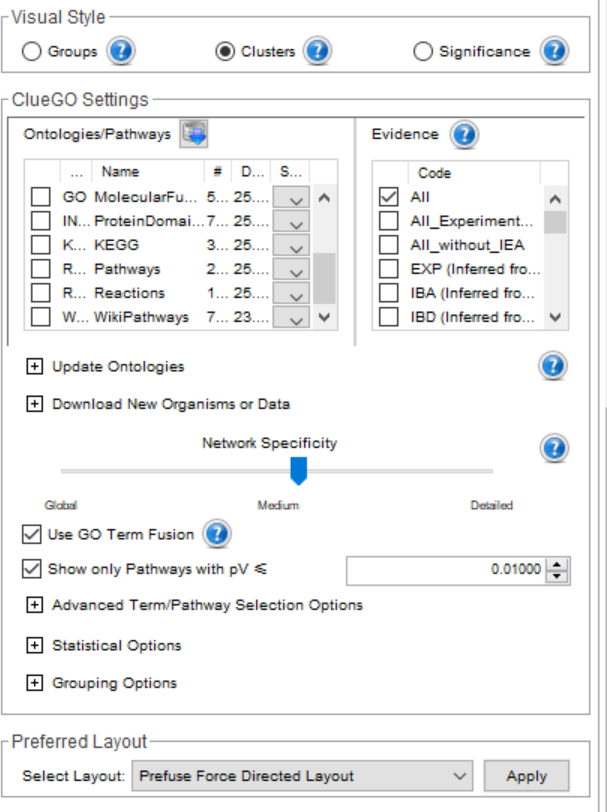 Visual Style
Groups ? Clusters ? Significance ?
ClueGO Settings
Ontologies/Pathways Evidence ?
... Name # D... S... Code
GO MolecularFu... 5... 25.... All
IN... ProteinDomai... 7... 25.... All_Experiment...
K... KEGG 3... 25.... All_without_IEA
R... Pathways 2... 25.... EXP (Inferred fro...
R... Reactions 1... 25.... IBA (Inferred fro...
W... WikiPathways 7... 23.... IBD (Inferred fro...
Update Ontologies ?
Download New Organisms or Data
Network Specificity ?
Global Medium Detailed
Use GO Term Fusion ?
Show only Pathways with pV ≤ 0.01000
Advanced Term/Pathway Selection Options
Statistical Options
Grouping Options
Preferred Layout
Select Layout: Prefuse Force Directed Layout Apply